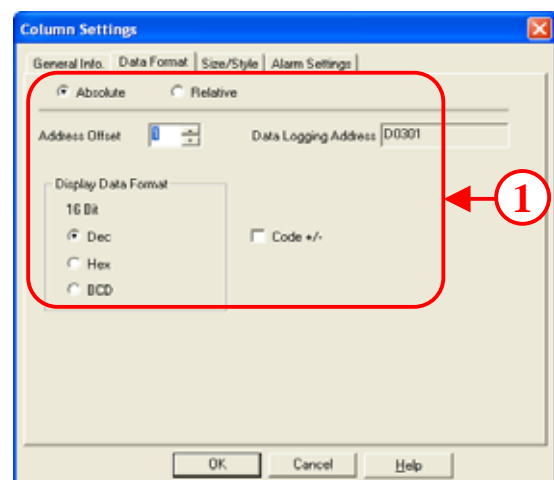 Column Settings
General Info. Data Format Size/Style Alarm Settings
Absolute Relative
Address Offset Data Logging Address D0301
Display Data Format
16 Bit
Dec Code +/-
Hex
BCD
1
OK Cancel Help